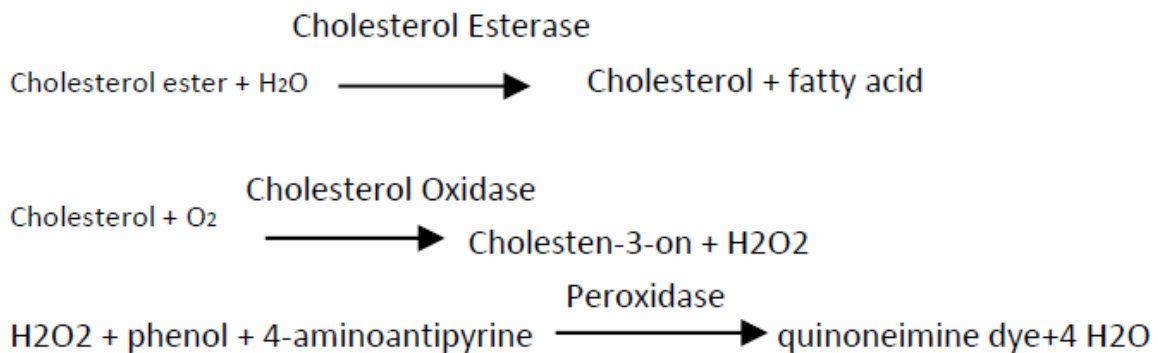 Cholesterol Esterase
Cholesterol ester + H2O Cholesterol + fatty acid
Cholesterol Oxidase
Cholesterol + O2
Cholesten-3-on + H2O2
Peroxidase
H2O2 + phenol + 4-aminoantipyrine quinoneimine dye+4 H2O